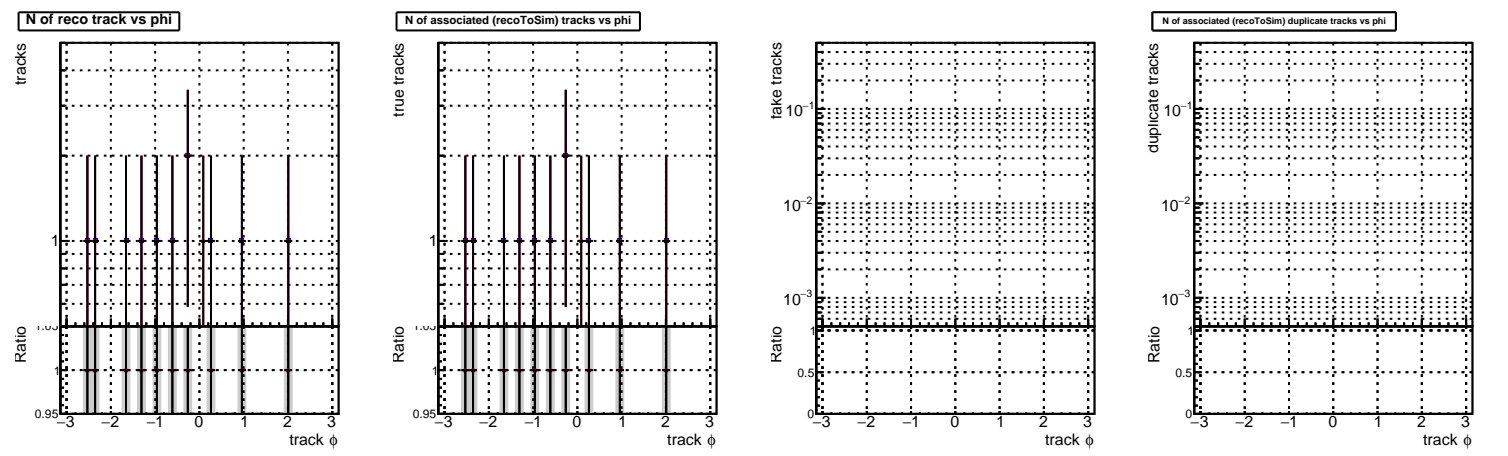 N of reco track vs phi
tracks
1
Ratio
1.05
1
0.95
−3 −2 −1 0 1 2 3
track ϕ
N of associated (recoToSim) tracks vs phi
true tracks
1
Ratio
1.05
1
0.95
−3 −2 −1 0 1 2 3
track ϕ
fake tracks
10−1
10−2
10−3
Ratio
1
0.5
0
−3 −2 −1 0 1 2 3
track ϕ
N of associated (recoToSim) duplicate tracks vs phi
duplicate tracks
10−1
10−2
10−3
Ratio
1
0.5
0
−3 −2 −1 0 1 2 3
track ϕ